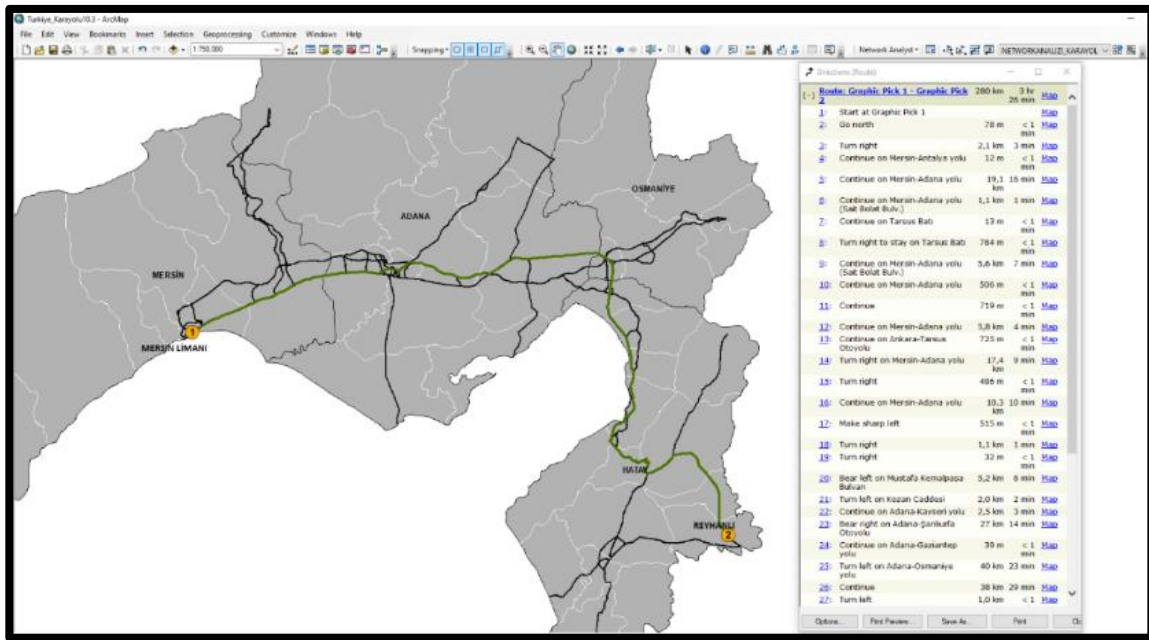 Turkiye_Karayolu10.3 - ArcMap
File Edit View Bookmarks Insert Selection Geoprocessing Customize Windows Help
1:750.000
Snapping
Network Analyst
NETWORKANALIZI_KARAYOL
OSMANİYE
ADANA
MERSİN
1
MERSİN LİMANI
HATAY
REYHANLI
2
Directions (Route)
[-] Route: Graphic Pick 1 - Graphic Pick 2 280 km 3 hr 26 min Map
1: Start at Graphic Pick 1 Map
2: Go north 78 m < 1 min Map
3: Turn right 2,1 km 3 min Map
4: Continue on Mersin-Antalya yolu 12 m < 1 min Map
5: Continue on Mersin-Adana yolu 19,1 km 16 min Map
6: Continue on Mersin-Adana yolu (Sait Bolat Bulv.) 1,1 km 1 min Map
7: Continue on Tarsus Batı 13 m < 1 min Map
8: Turn right to stay on Tarsus Batı 764 m < 1 min Map
9: Continue on Mersin-Adana yolu (Sait Bolat Bulv.) 5,6 km 7 min Map
10: Continue on Mersin-Adana yolu 506 m < 1 min Map
11: Continue 719 m < 1 min Map
12: Continue on Mersin-Adana yolu 5,8 km 4 min Map
13: Continue on Ankara-Tarsus Otoyolu 725 m < 1 min Map
14: Turn right on Mersin-Adana yolu 17,4 km 9 min Map
15: Turn right 486 m < 1 min Map
16: Continue on Mersin-Adana yolu 10,3 km 10 min Map
17: Make sharp left 515 m < 1 min Map
18: Turn right 1,1 km 1 min Map
19: Turn right 32 m < 1 min Map
20: Bear left on Mustafa Kemalpaşa Bulvarı 5,2 km 6 min Map
21: Turn left on Kozan Caddesi 2,0 km 2 min Map
22: Continue on Adana-Kayseri yolu 2,5 km 3 min Map
23: Bear right on Adana-Şanlıurfa Otoyolu 27 km 14 min Map
24: Continue on Adana-Gaziantep yolu 39 m < 1 min Map
25: Turn left on Adana-Osmaniye yolu 40 km 23 min Map
26: Continue 38 km 29 min Map
27: Turn left 1,0 km < 1 Map
Options... Print Preview... Save As... Print Cl